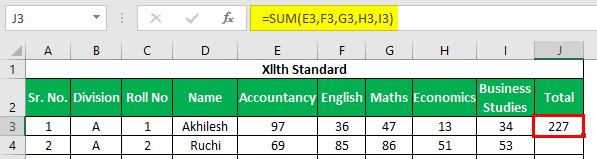 J3 =SUM(E3,F3,G3,H3,I3)
A B C D E F G H I J
1 XIIth Standard
2 Sr. No. Division Roll No Name Accountancy English Maths Economics Business Studies Total
3 1 A 1 Akhilesh 97 36 47 13 34 227
4 2 A 2 Ruchi 69 85 86 51 53